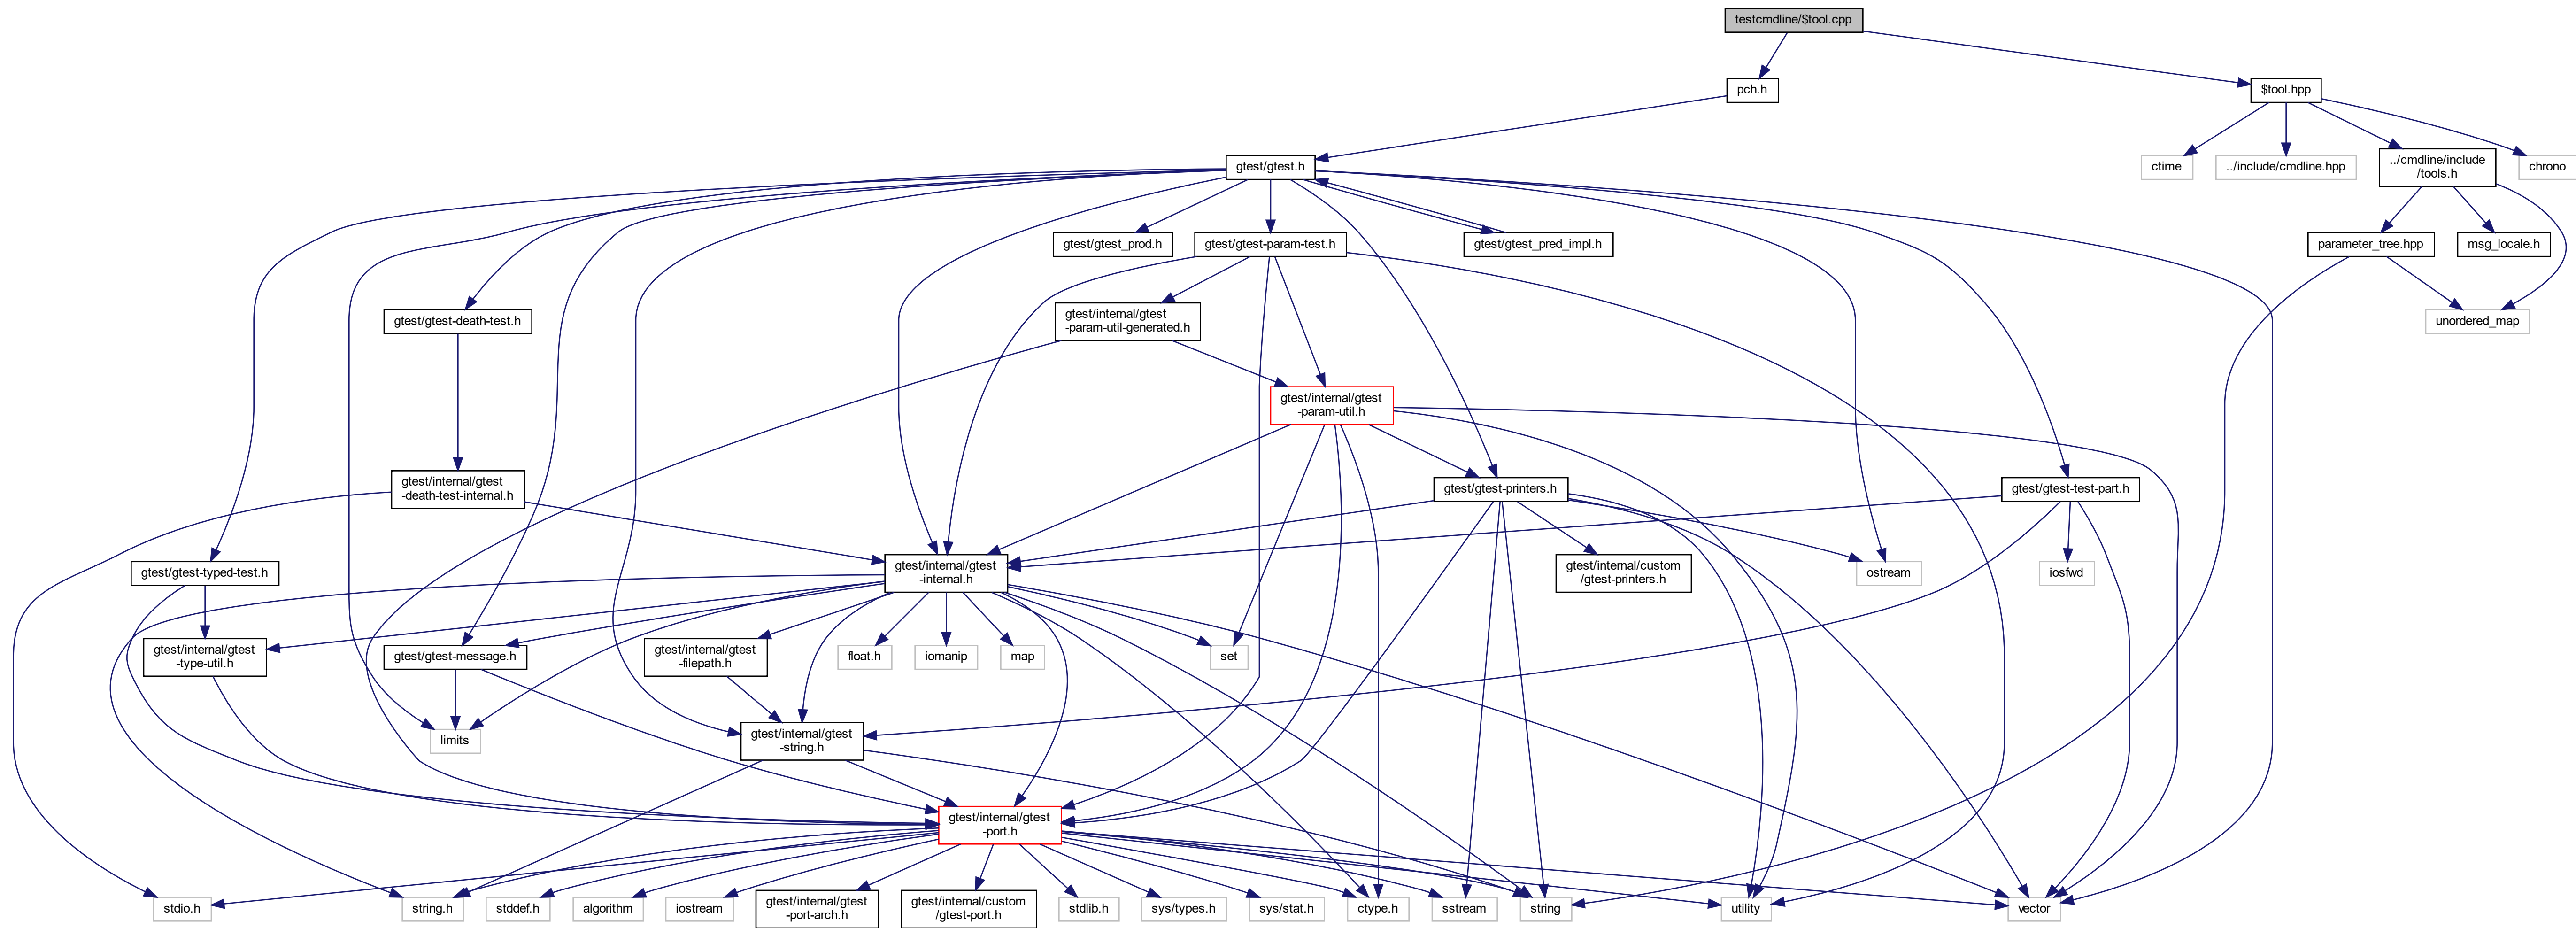 testcmdline/$tool.cpp
pch.h
$tool.hpp
gtest/gtest.h
ctime
../include/cmdline.hpp
../cmdline/include
/tools.h
chrono
gtest/gtest_prod.h
gtest/gtest-param-test.h
gtest/gtest_pred_impl.h
parameter_tree.hpp
msg_locale.h
gtest/gtest-death-test.h
gtest/internal/gtest
-param-util-generated.h
unordered_map
gtest/internal/gtest
-param-util.h
gtest/internal/gtest
-death-test-internal.h
gtest/gtest-printers.h
gtest/gtest-test-part.h
gtest/gtest-typed-test.h
gtest/internal/gtest
-internal.h
gtest/internal/custom
/gtest-printers.h
ostream
iosfwd
gtest/internal/gtest
-type-util.h
gtest/gtest-message.h
gtest/internal/gtest
-filepath.h
float.h
iomanip
map
set
limits
gtest/internal/gtest
-string.h
gtest/internal/gtest
-port.h
stdio.h
string.h
stddef.h
algorithm
iostream
gtest/internal/gtest
-port-arch.h
gtest/internal/custom
/gtest-port.h
stdlib.h
sys/types.h
sys/stat.h
ctype.h
sstream
string
utility
vector